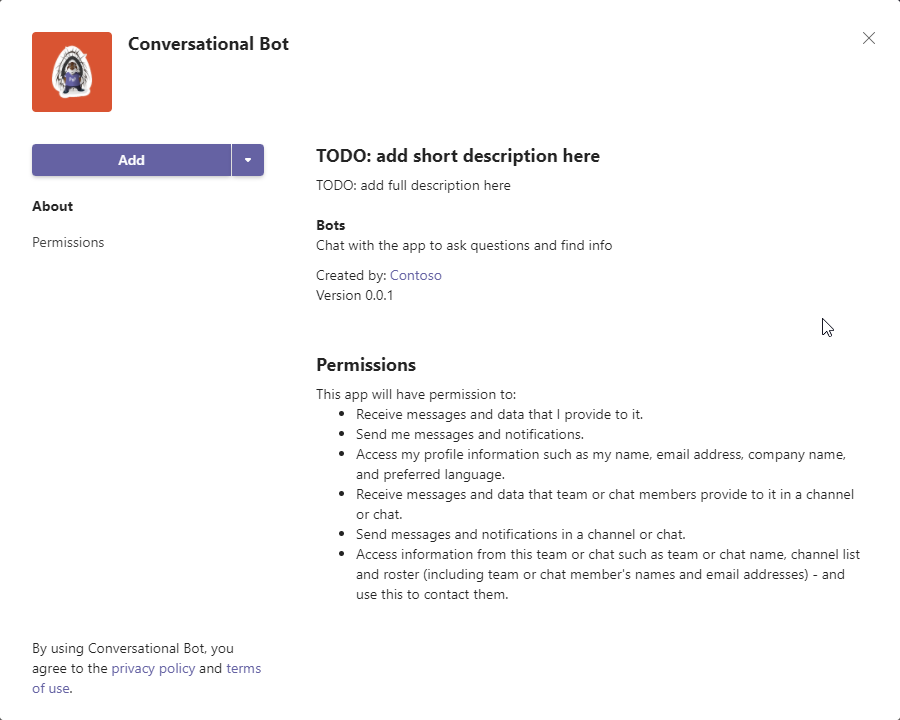 Conversational Bot
Add
About
Permissions
TODO: add short description here
TODO: add full description here
Bots
Chat with the app to ask questions and find info
Created by: Contoso
Version 0.0.1
Permissions
This app will have permission to:
• Receive messages and data that I provide to it.
• Send me messages and notifications.
• Access my profile information such as my name, email address, company name,
and preferred language.
• Receive messages and data that team or chat members provide to it in a channel
or chat.
• Send messages and notifications in a channel or chat.
• Access information from this team or chat such as team or chat name, channel list
and roster (including team or chat member's names and email addresses) - and
use this to contact them.
By using Conversational Bot, you
agree to the privacy policy and terms
of use.